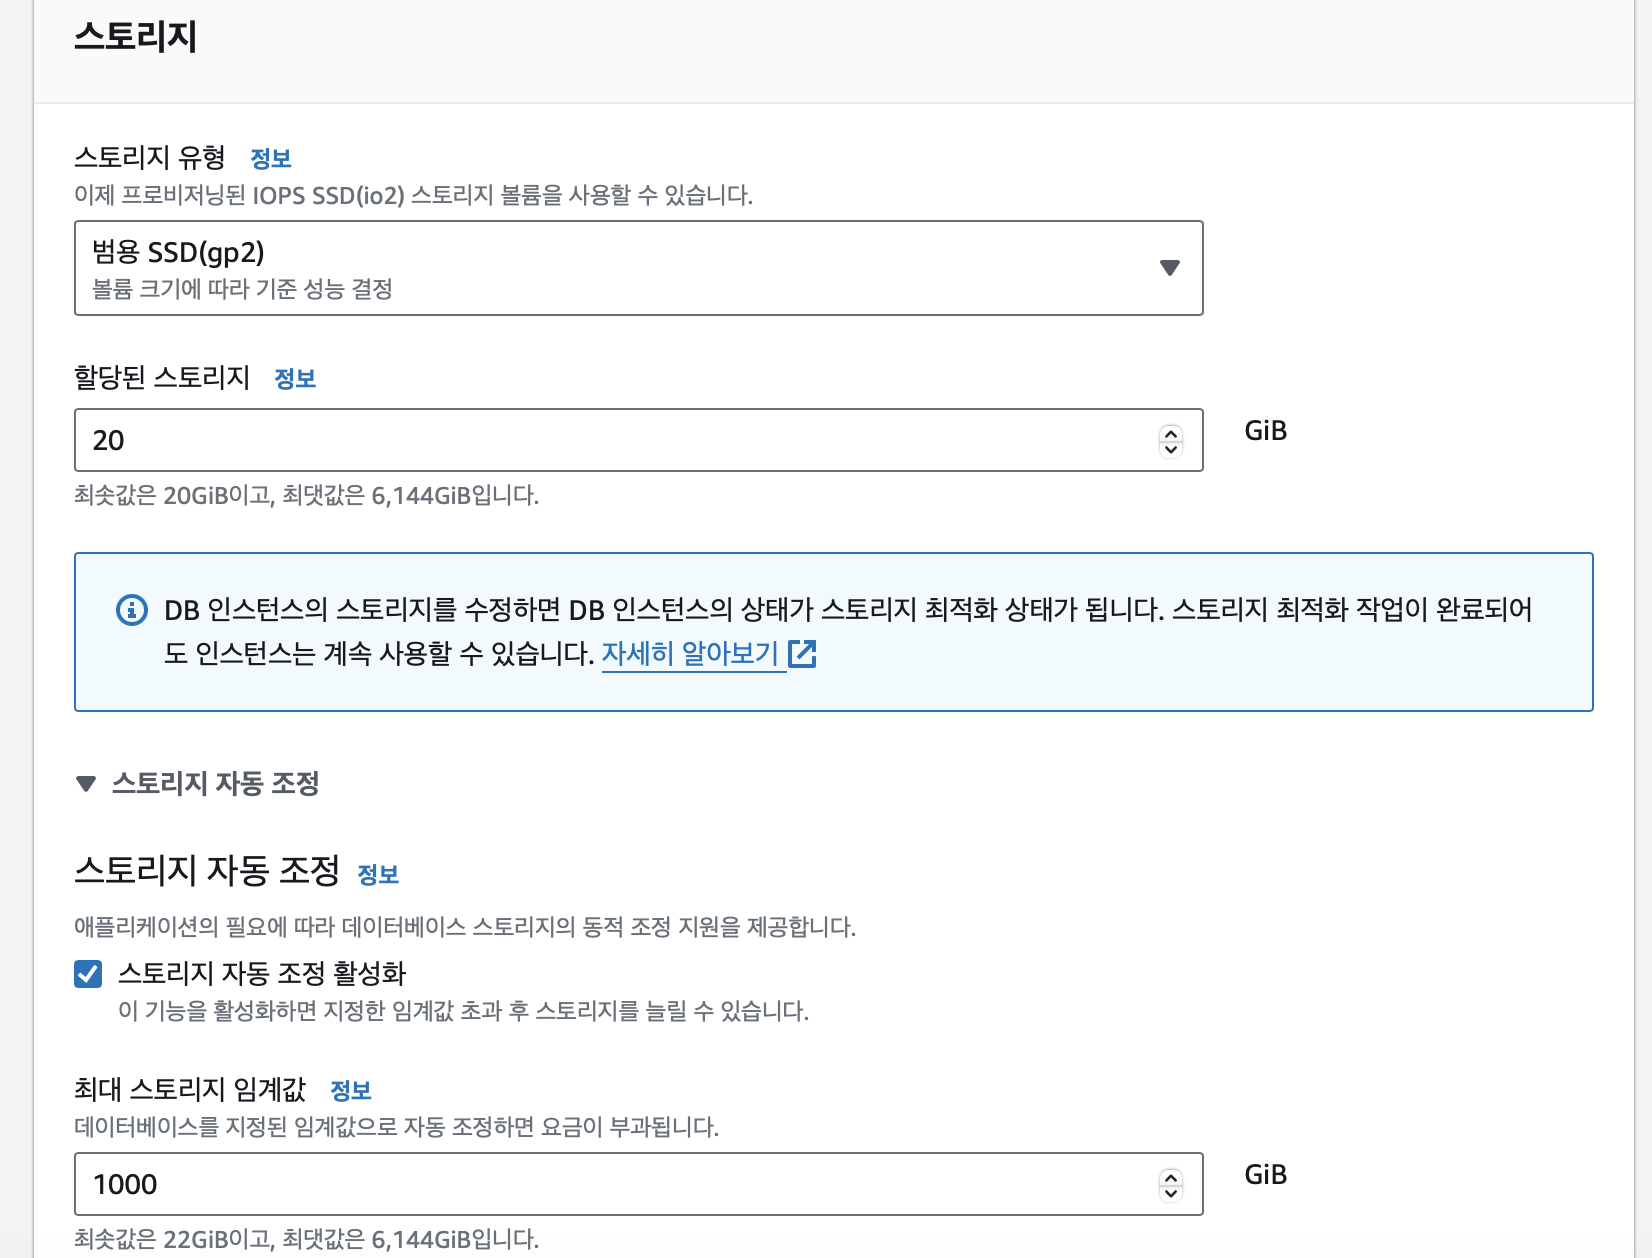 스토리지
스토리지 유형 정보
이제 프로비저닝된 IOPS SSD(io2) 스토리지 볼륨을 사용할 수 있습니다.
범용 SSD(gp2)
볼륨 크기에 따라 기준 성능 결정
할당된 스토리지 정보
20 GiB
최솟값은 20GiB이고, 최댓값은 6,144GiB입니다.
DB 인스턴스의 스토리지를 수정하면 DB 인스턴스의 상태가 스토리지 최적화 상태가 됩니다. 스토리지 최적화 작업이 완료되어
도 인스턴스는 계속 사용할 수 있습니다. 자세히 알아보기
스토리지 자동 조정
스토리지 자동 조정 정보
애플리케이션의 필요에 따라 데이터베이스 스토리지의 동적 조정 지원을 제공합니다.
스토리지 자동 조정 활성화
이 기능을 활성화하면 지정한 임계값 초과 후 스토리지를 늘릴 수 있습니다.
최대 스토리지 임계값 정보
데이터베이스를 지정된 임계값으로 자동 조정하면 요금이 부과됩니다.
1000 GiB
최솟값은 22GiB이고, 최댓값은 6,144GiB입니다.